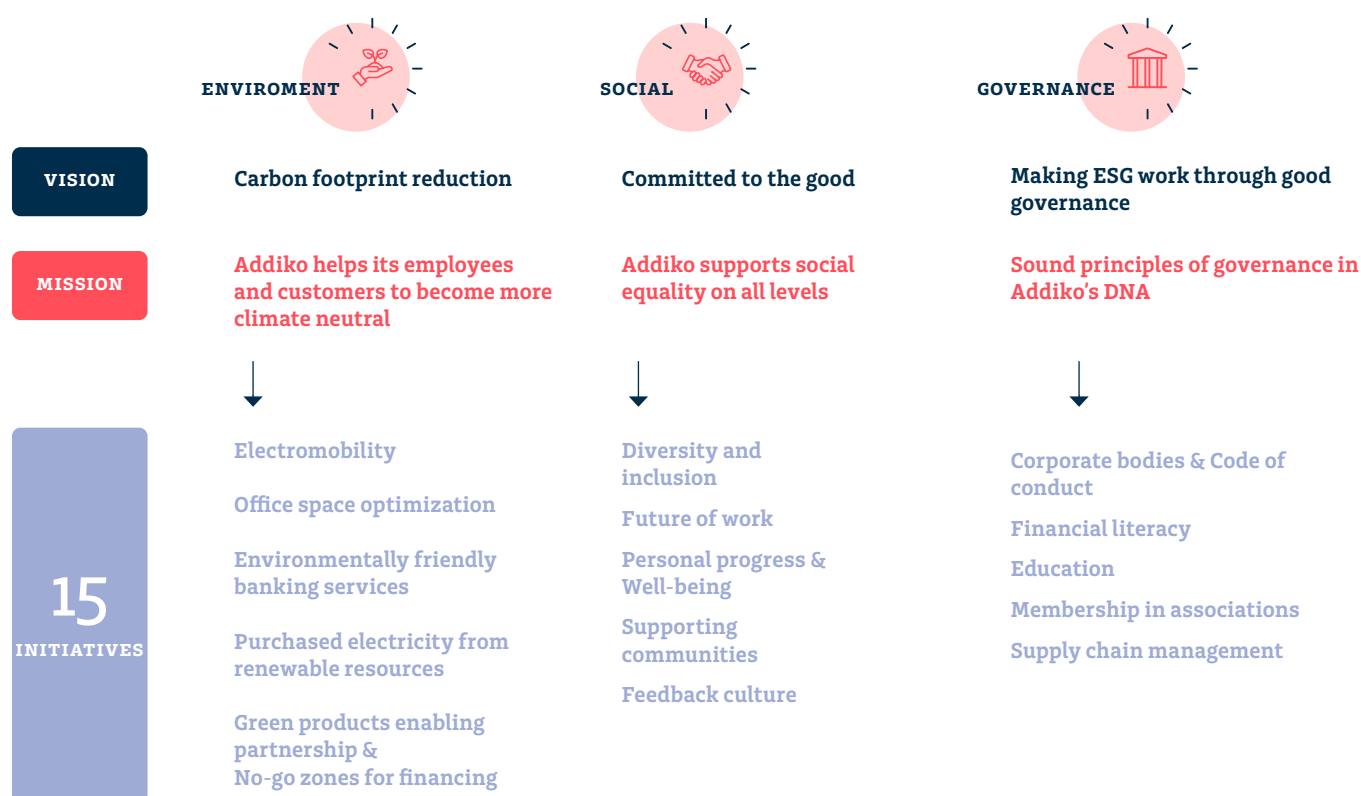 ENVIROMENT
SOCIAL
GOVERNANCE
VISION
Carbon footprint reduction
Committed to the good
Making ESG work through good
governance
MISSION
Addiko helps its employees
and customers to become more
climate neutral
Addiko supports social
equality on all levels
Sound principles of governance in
Addiko's DNA
15
INITIATIVES
Electromobility
Office space optimization
Environmentally friendly
banking services
Purchased electricity from
renewable resources
Green products enabling
partnership &
No-go zones for financing
Diversity and
inclusion
Future of work
Personal progress &
Well-being
Supporting
communities
Feedback culture
Corporate bodies & Code of
conduct
Financial literacy
Education
Membership in associations
Supply chain management